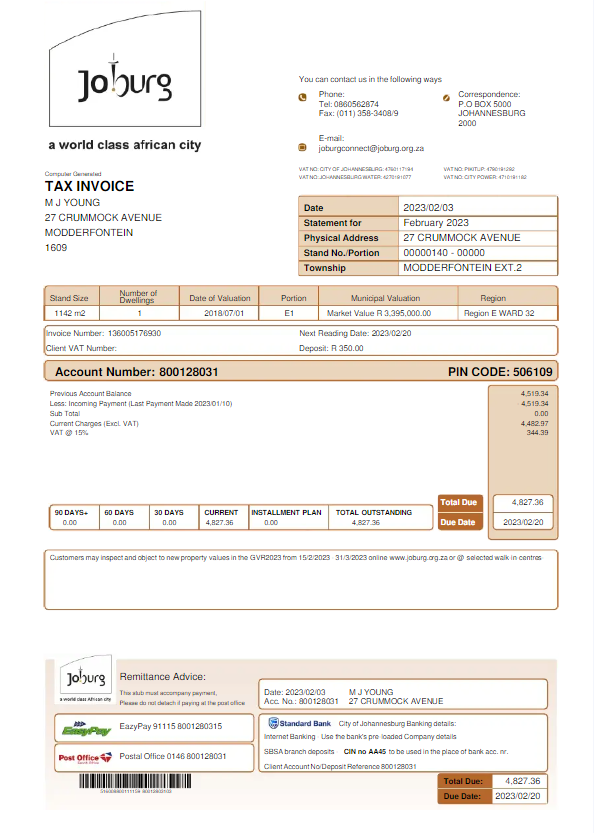 Joburg
a world class african city
You can contact us in the following ways
Phone:
Tel: 0860562874
Fax: (011) 358-3408/9
Correspondence:
P.O BOX 5000
JOHANNESBURG
2000
E-mail:
joburgconnect@joburg.org.za
Computer Generated
TAX INVOICE
M J YOUNG
27 CRUMMOCK AVENUE
MODDERFONTEIN
1609
VAT NO: CITY OF JOHANNESBURG: 4760117194
VAT NO: PIKITUP: 4790191292
VAT NO: JOHANNESBURG WATER: 4270191077
VAT NO: CITY POWER: 4710191182
Date 2023/02/03
Statement for February 2023
Physical Address 27 CRUMMOCK AVENUE
Stand No./Portion 00000140 - 00000
Township MODDERFONTEIN EXT.2
Stand Size Number of Dwellings Date of Valuation Portion Municipal Valuation Region
1142 m2 1 2018/07/01 E1 Market Value R 3,395,000.00 Region E WARD 32
Invoice Number: 136005176930 Next Reading Date: 2023/02/20
Client VAT Number: Deposit: R 350.00
Account Number: 800128031 PIN CODE: 506109
Previous Account Balance 4,519.34
Less: Incoming Payment (Last Payment Made 2023/01/10) 4,519.34
Sub Total 0.00
Current Charges (Excl. VAT) 4,482.97
VAT @ 15% 344.39
Total Due 4,827.36
90 DAYS+ 60 DAYS 30 DAYS CURRENT INSTALLMENT PLAN TOTAL OUTSTANDING
0.00 0.00 0.00 4,827.36 0.00 4,827.36
Due Date 2023/02/20
Customers may inspect and object to new property values in the GVR2023 from 15/2/2023- 31/3/2023 online www.joburg.org.za or @ selected walk in centres
Joburg
a world class african city
Remittance Advice:
This stub must accompany payment,
Please do not detach if paying at the post office
Date: 2023/02/03 M J YOUNG
Acc. No.: 800128031 27 CRUMMOCK AVENUE
EasyPay EazyPay 91115 8001280315
Post Office South Africa Postal Office 0146 800128031
Standard Bank City of Johannesburg Banking details:
Internet Banking - Use the bank's pre-loaded Company details
SBSA branch deposits CIN no AA45 to be used in the place of bank acc. nr.
Client Account No/Deposit Reference 800128031
Total Due: 4,827.36
Due Date: 2023/02/20